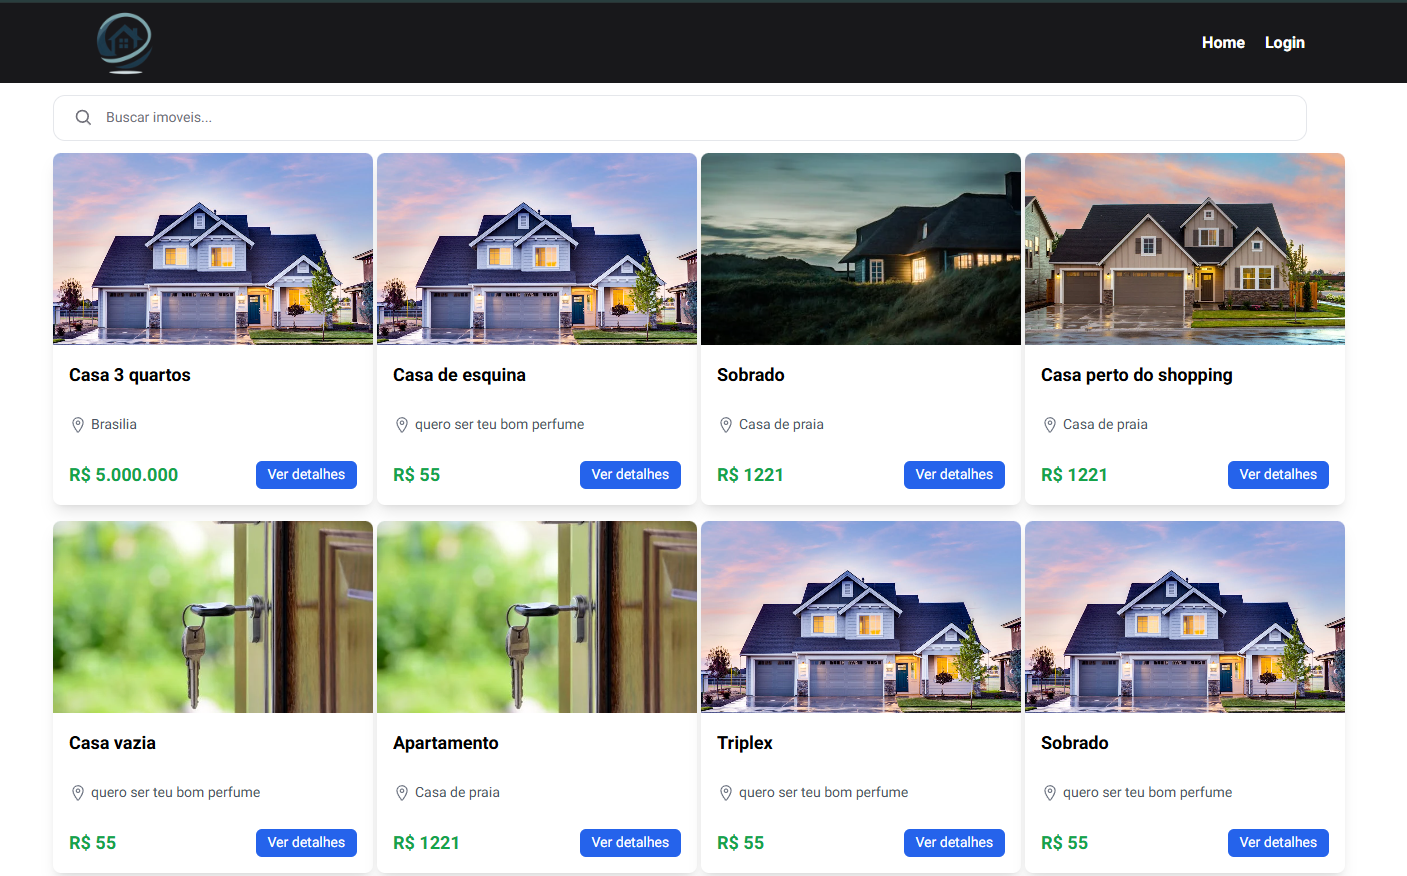 Home Login
Buscar imoveis...
Casa 3 quartos
Brasilia
R$ 5.000.000 Ver detalhes
Casa de esquina
quero ser teu bom perfume
R$ 55 Ver detalhes
Sobrado
Casa de praia
R$ 1221 Ver detalhes
Casa perto do shopping
Casa de praia
R$ 1221 Ver detalhes
Casa vazia
quero ser teu bom perfume
R$ 55 Ver detalhes
Apartamento
Casa de praia
R$ 1221 Ver detalhes
Triplex
quero ser teu bom perfume
R$ 55 Ver detalhes
Sobrado
quero ser teu bom perfume
R$ 55 Ver detalhes